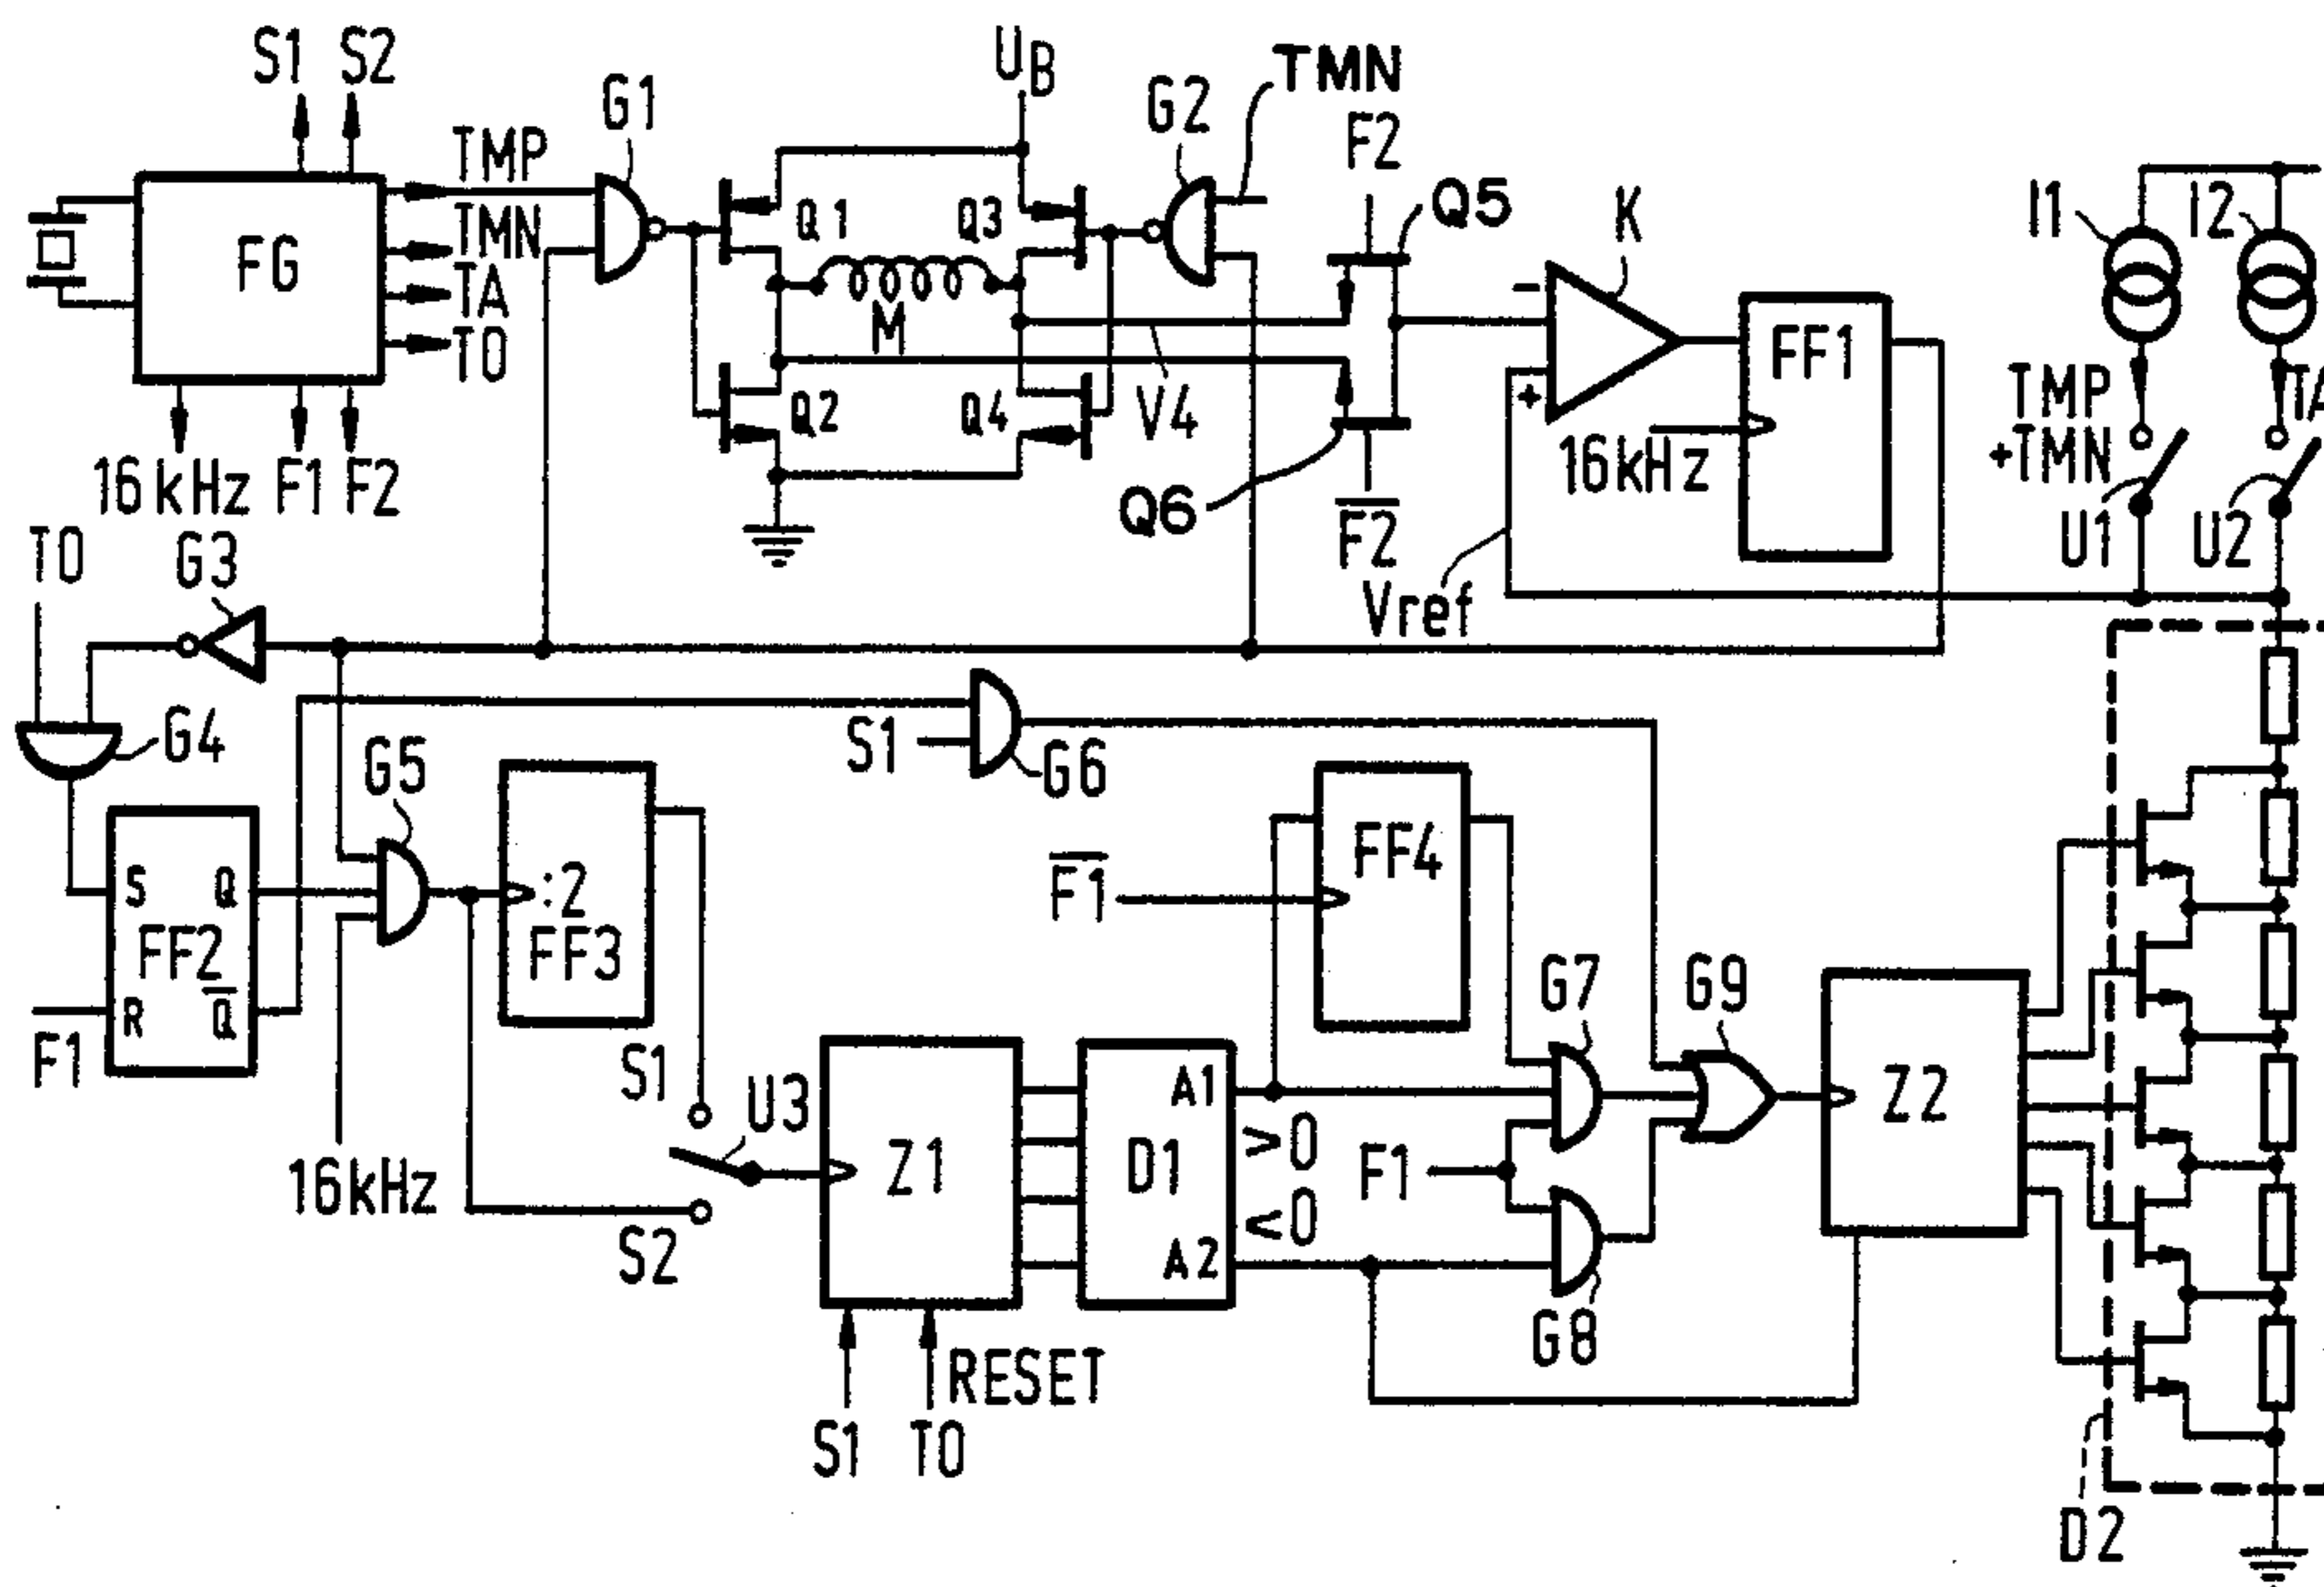 S1
S2
UB
G1
G2
TMN
F2
TMP
TMN
TA
TO
FG
Q1
Q3
Q5
K
I1
I2
M
-
+
FF1
16kHz
TMP
+TMN
TA
Q2
Q4
V4
Q6
F2
U1
U2
16kHz
F1
F2
Vref
TO
G3
G4
G5
S1
G6
S
Q
FF2
R
Q
F1
:2
FF3
F1
FF4
G7
G9
S1
U3
Z1
A1
>0
D1
<0
A2
F1
Z2
16kHz
S2
G8
RESET
S1
TO
D2